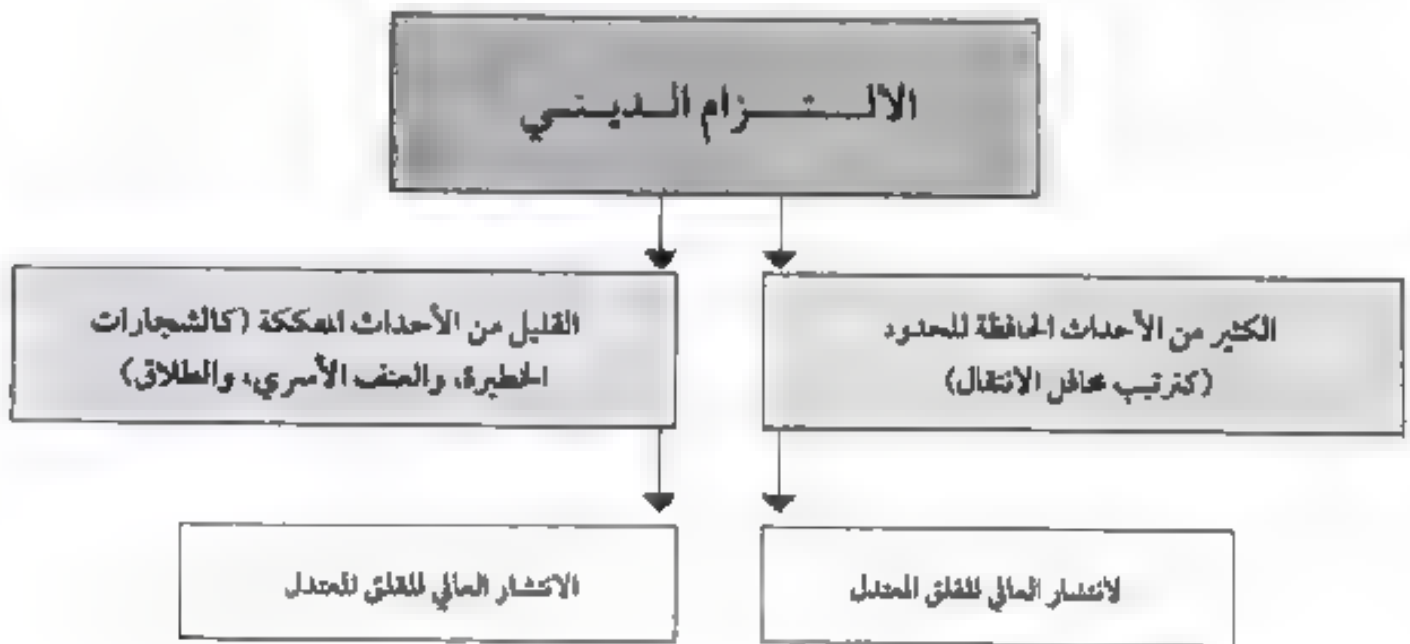 الالتزام الديني
الكثير من الأحداث الحافظة للحدود
(كترتيب محافل الانتقال)
القليل من الأحداث المفككة (كالشجارات
الخطيرة، والعنف الأسري، والطلاق)
لانتشار العالي للقلق المعتدل
الانتشار العالي للقلق المعتدل